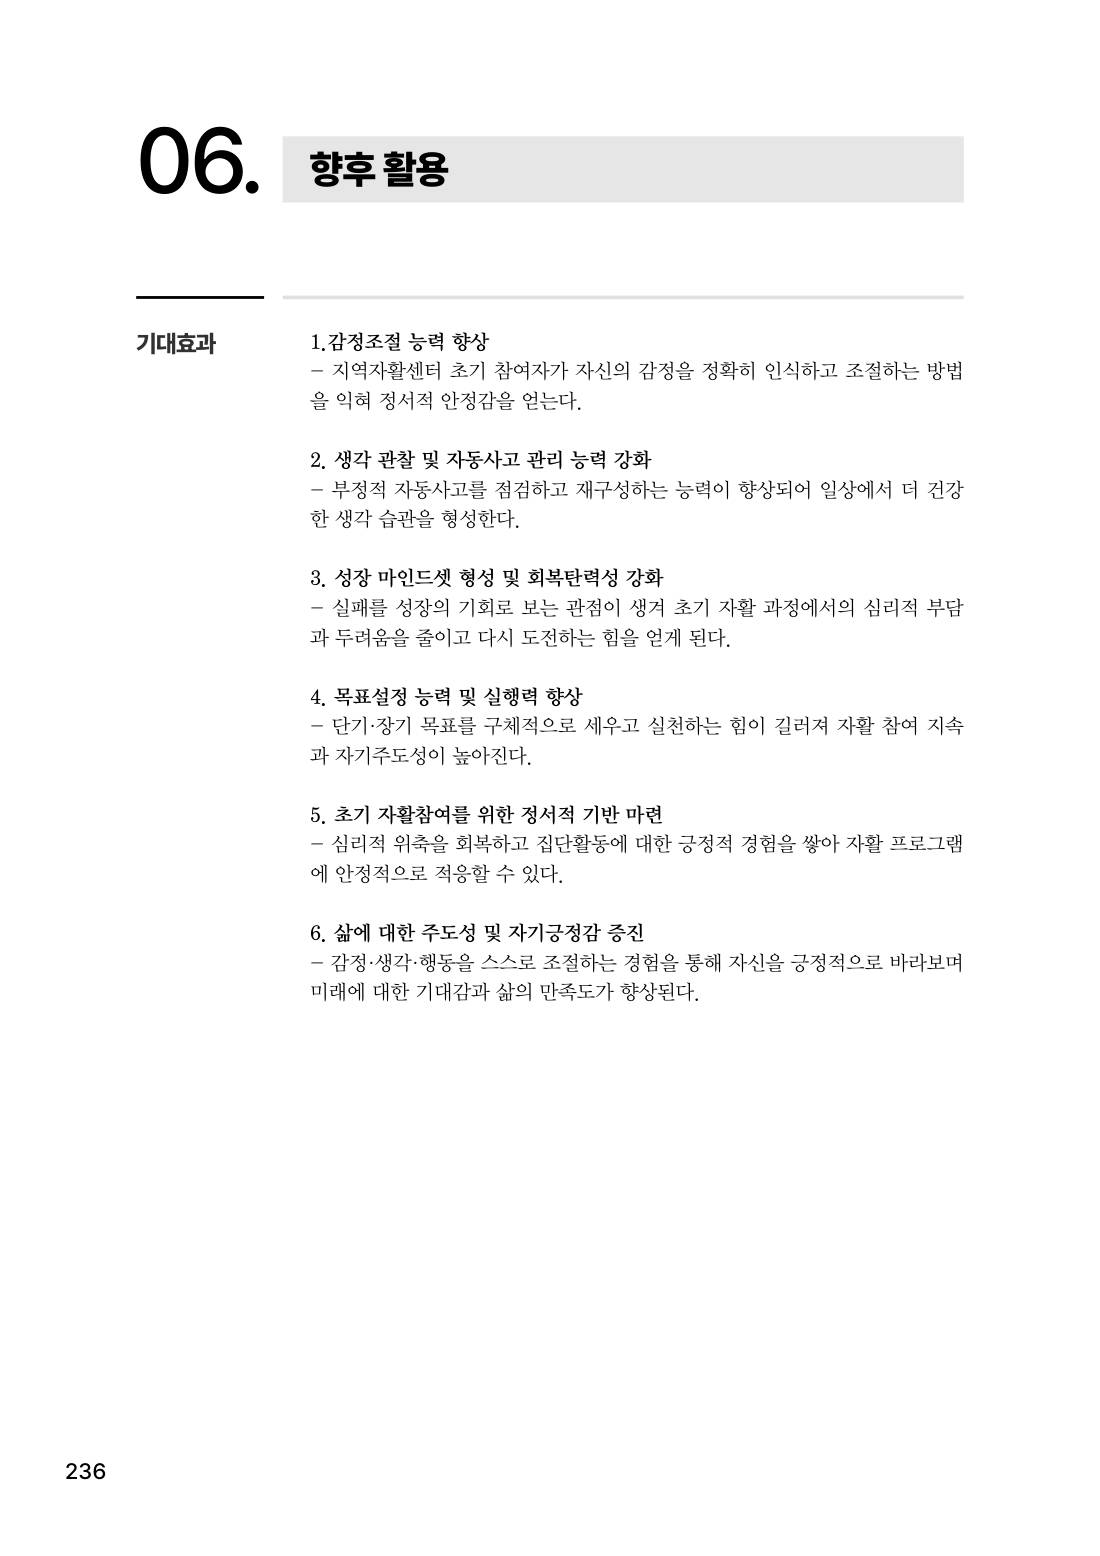 06.
향후 활용
기대효과
1.감정조절 능력 향상
– 지역자활센터 초기 참여자가 자신의 감정을 정확히 인식하고 조절하는 방법
을 익혀 정서적 안정감을 얻는다.
2. 생각 관찰 및 자동사고 관리 능력 강화
– 부정적 자동사고를 점검하고 재구성하는 능력이 향상되어 일상에서 더 건강
한 생각 습관을 형성한다.
3. 성장 마인드셋 형성 및 회복탄력성 강화
– 실패를 성장의 기회로 보는 관점이 생겨 초기 자활 과정에서의 심리적 부담
과 두려움을 줄이고 다시 도전하는 힘을 얻게 된다.
4. 목표설정 능력 및 실행력 향상
– 단기·장기 목표를 구체적으로 세우고 실천하는 힘이 길러져 자활 참여 지속
과 자기주도성이 높아진다.
5. 초기 자활참여를 위한 정서적 기반 마련
– 심리적 위축을 회복하고 집단활동에 대한 긍정적 경험을 쌓아 자활 프로그램
에 안정적으로 적응할 수 있다.
6. 삶에 대한 주도성 및 자기긍정감 증진
– 감정·생각·행동을 스스로 조절하는 경험을 통해 자신을 긍정적으로 바라보며
미래에 대한 기대감과 삶의 만족도가 향상된다.
236